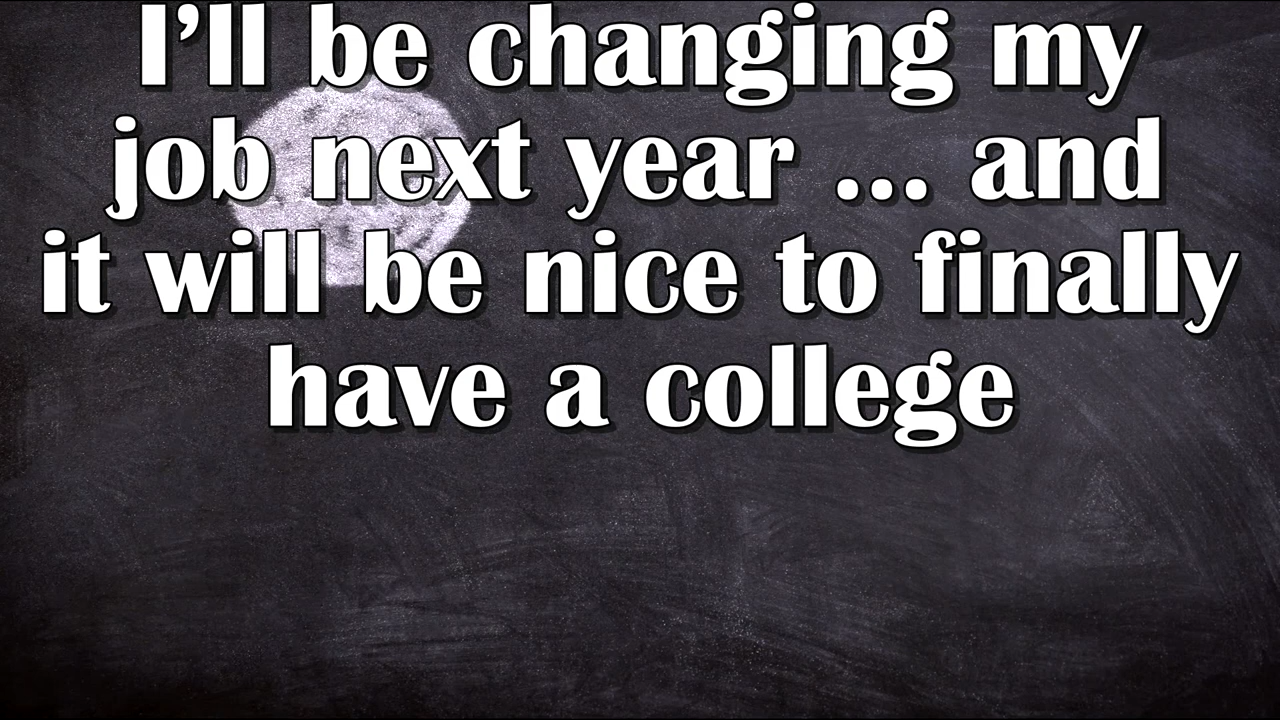 I’ll be changing my
job next year ... and
it will be nice to finally
have a college